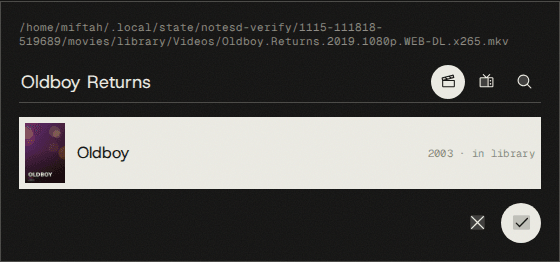 /home/miftah/.local/state/notesd-verify/1115-111818-
519689/movies/library/Videos/Oldboy.Returns.2019.1080p.WEB-DL.x265.mkv
Oldboy Returns
OLDBOY
Oldboy
2003 · in library